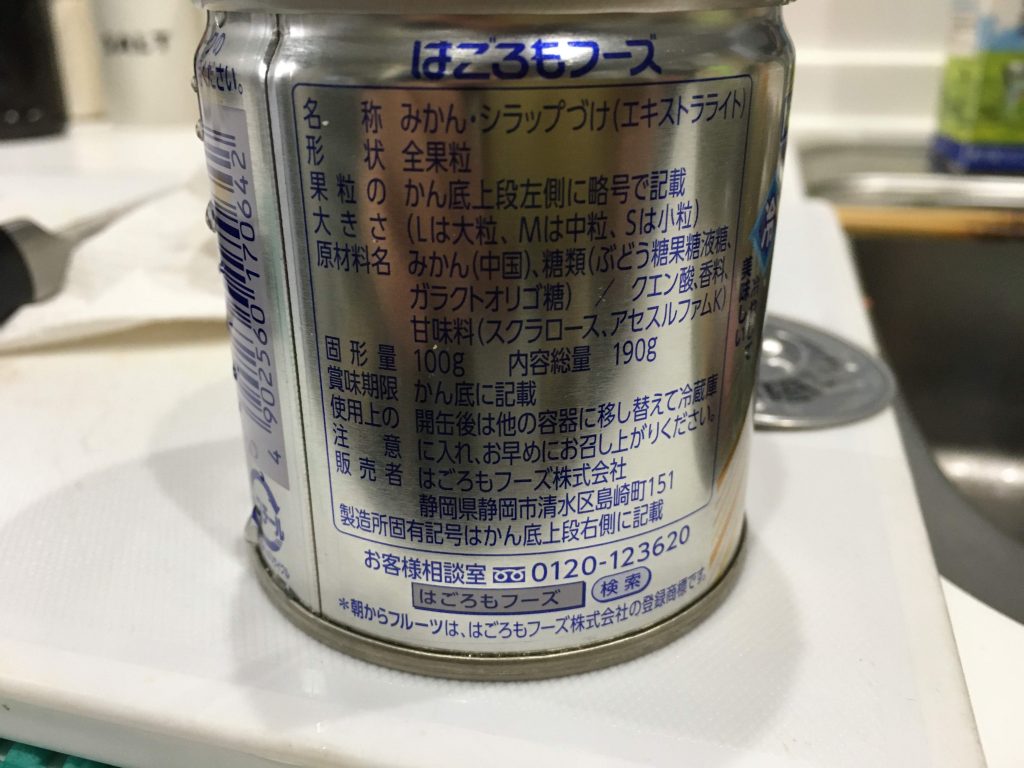 はごろもフーズ
名称 みかん・シラップづけ(エキストラライト)
形状 全果粒
果粒の かん底上段左側に略号で記載
大きさ (Lは大粒、Mは中粒、Sは小粒)
原材料名 みかん(中国)、糖類(ぶどう糖果糖液糖、
ガラクトオリゴ糖) / クエン酸、香料、
甘味料(スクラロース、アセスルファムK)
固形量 100g 内容総量 190g
賞味期限 かん底に記載
使用上の 開缶後は他の容器に移し替えて冷蔵庫
注意 に入れ、お早めにお召し上がりください。
販売者 はごろもフーズ株式会社
静岡県静岡市清水区島崎町151
製造所固有記号はかん底上段右側に記載
お客様相談室 0120-123620
はごろもフーズ 検索
*朝からフルーツは、はごろもフーズ株式会社の登録商標です。
4 902560 170642
ください。
美味しい
SALT